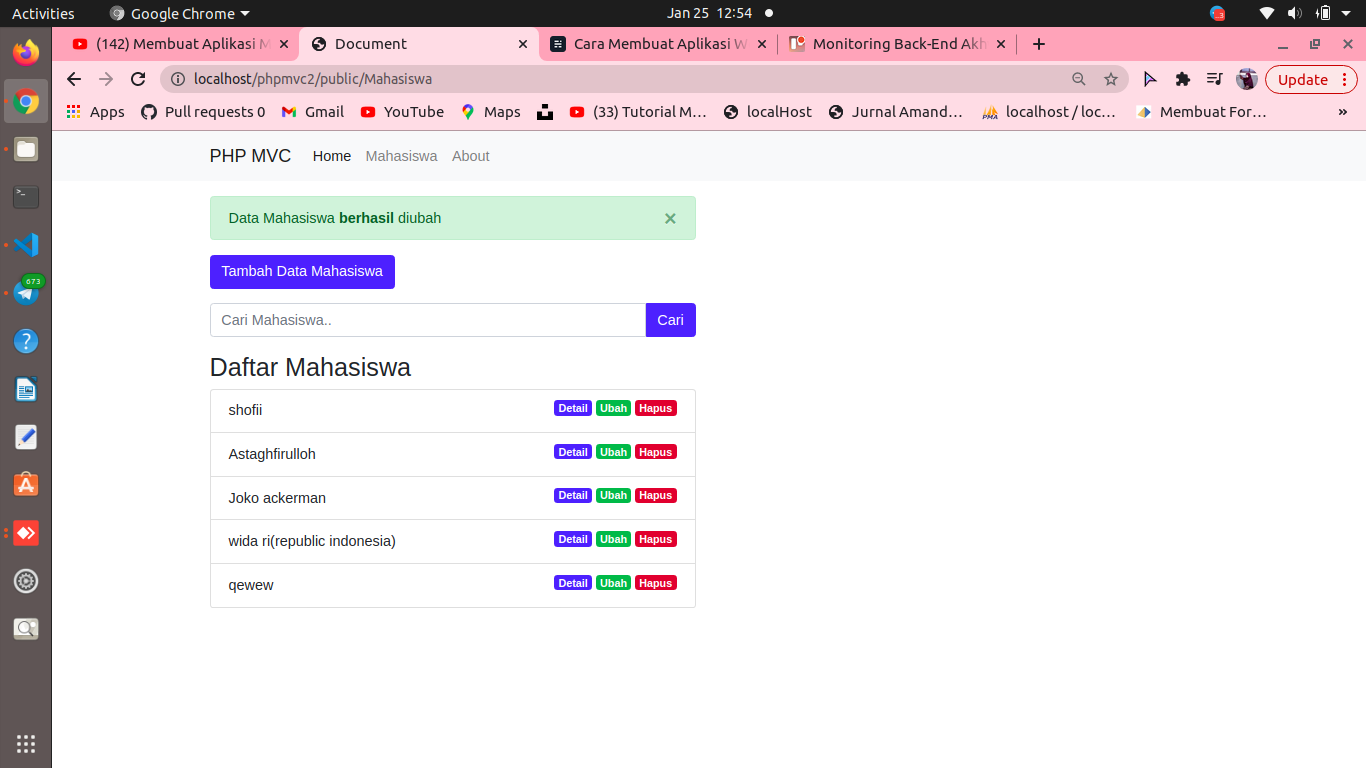 Activities Google Chrome Jan 25 12:54
(142) Membuat Aplikasi M Document Cara Membuat Aplikasi W Monitoring Back-End Akh
localhost/phpmvc2/public/Mahasiswa Update
Apps Pull requests 0 Gmail YouTube Maps (33) Tutorial M... localHost Jurnal Amand... PMA localhost / loc... Membuat For... »
PHP MVC Home Mahasiswa About
Data Mahasiswa berhasil diubah ×
Tambah Data Mahasiswa
Cari Mahasiswa.. Cari
Daftar Mahasiswa
shofii Detail Ubah Hapus
Astaghfirulloh Detail Ubah Hapus
Joko ackerman Detail Ubah Hapus
wida ri(republic indonesia) Detail Ubah Hapus
qewew Detail Ubah Hapus
673